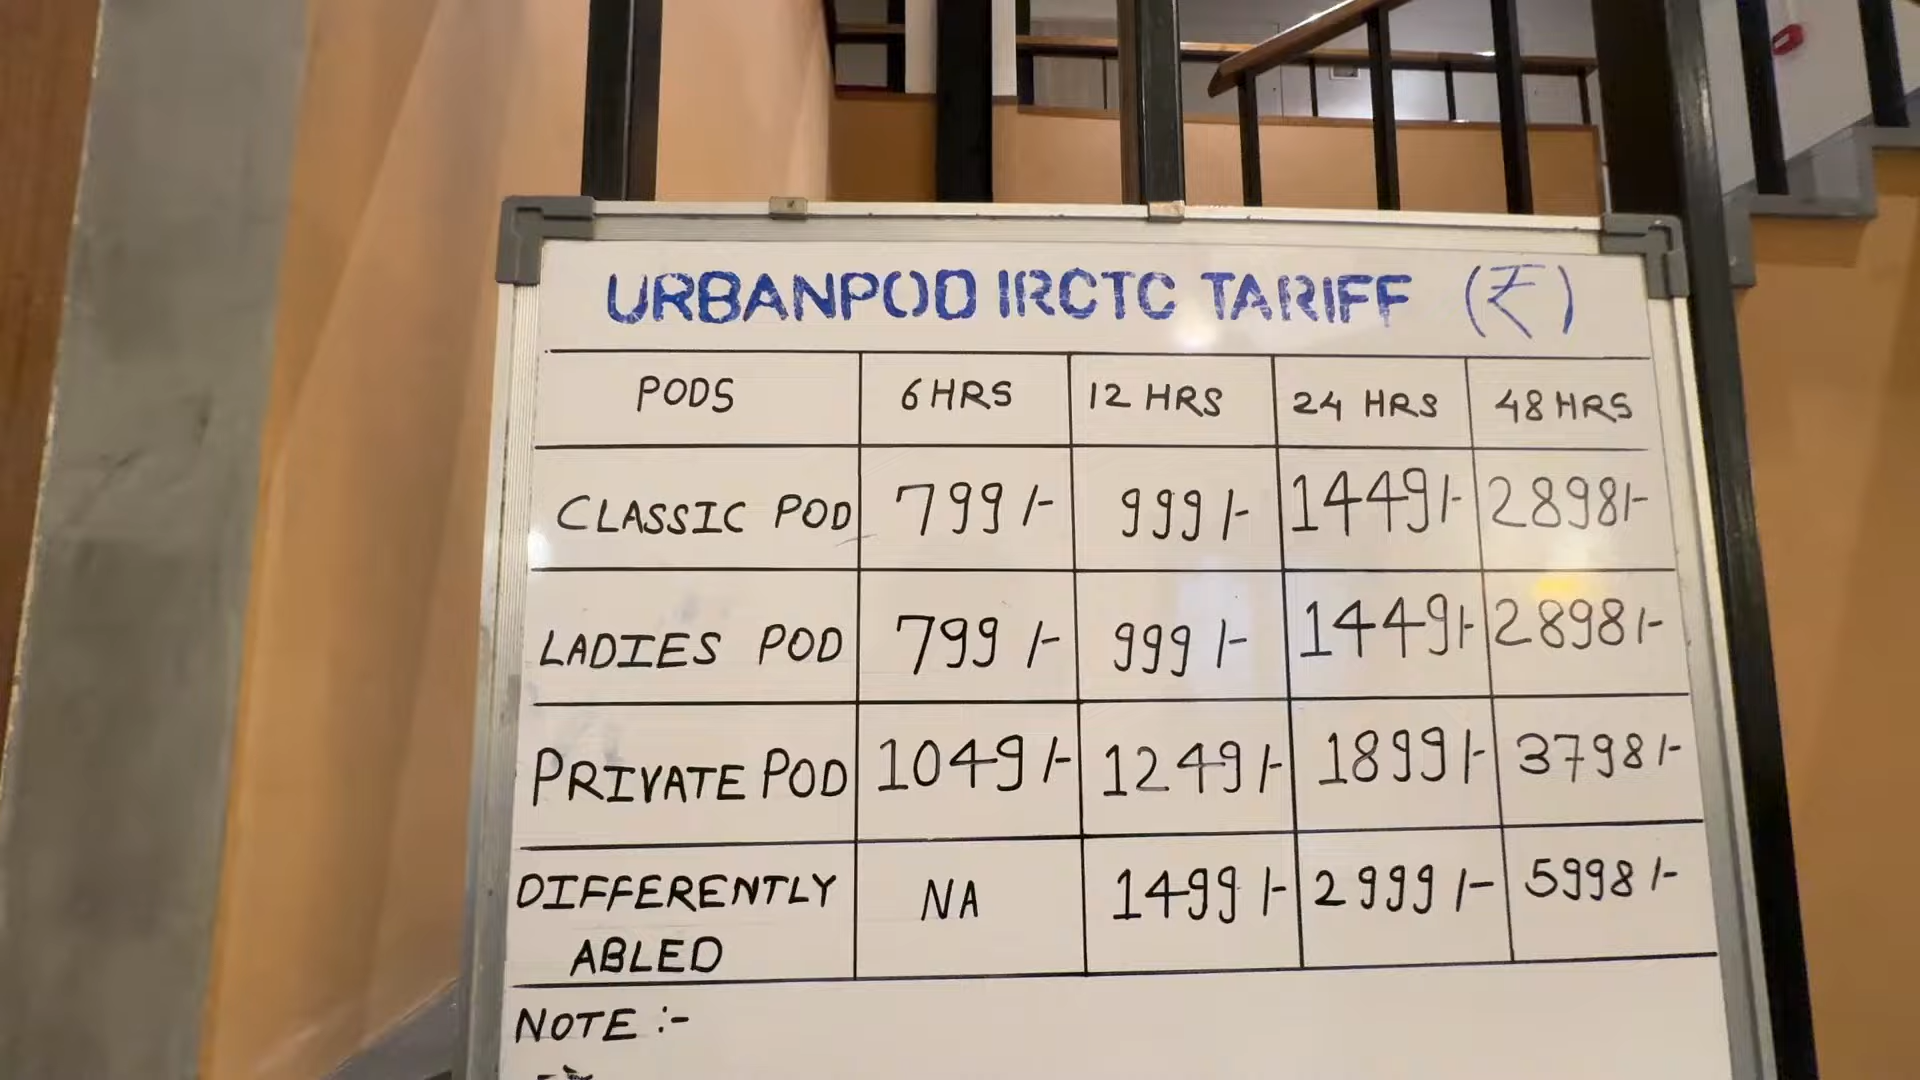 URBANPOD IRCTC TARIFF (₹)
PODS 6 HRS 12 HRS 24 HRS 48 HRS
CLASSIC POD 799/- 999/- 1449/- 2898/-
LADIES POD 799/- 999/- 1449/- 2898/-
PRIVATE POD 1049/- 1249/- 1899/- 3798/-
DIFFERENTLY NA 1499/- 2999/- 5998/-
ABLED
NOTE :-